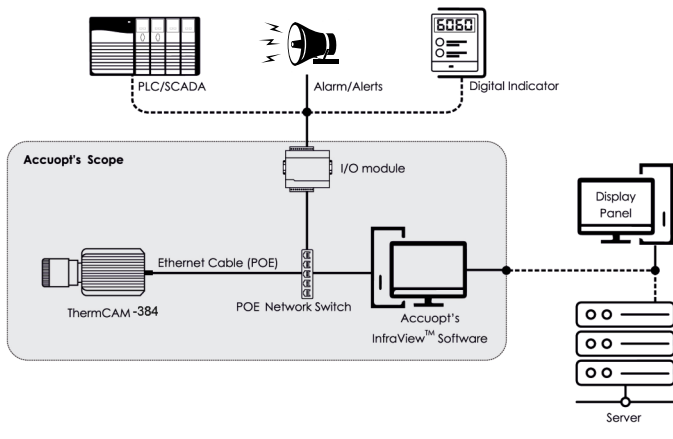 6060
PLC/SCADA
Alarm/Alerts
Digital Indicator
Accuopt's Scope
I/O module
Display
Panel
Ethernet Cable (POE)
ThermCAM -384
POE Network Switch
Accuopt's
InfraView™ Software
Server